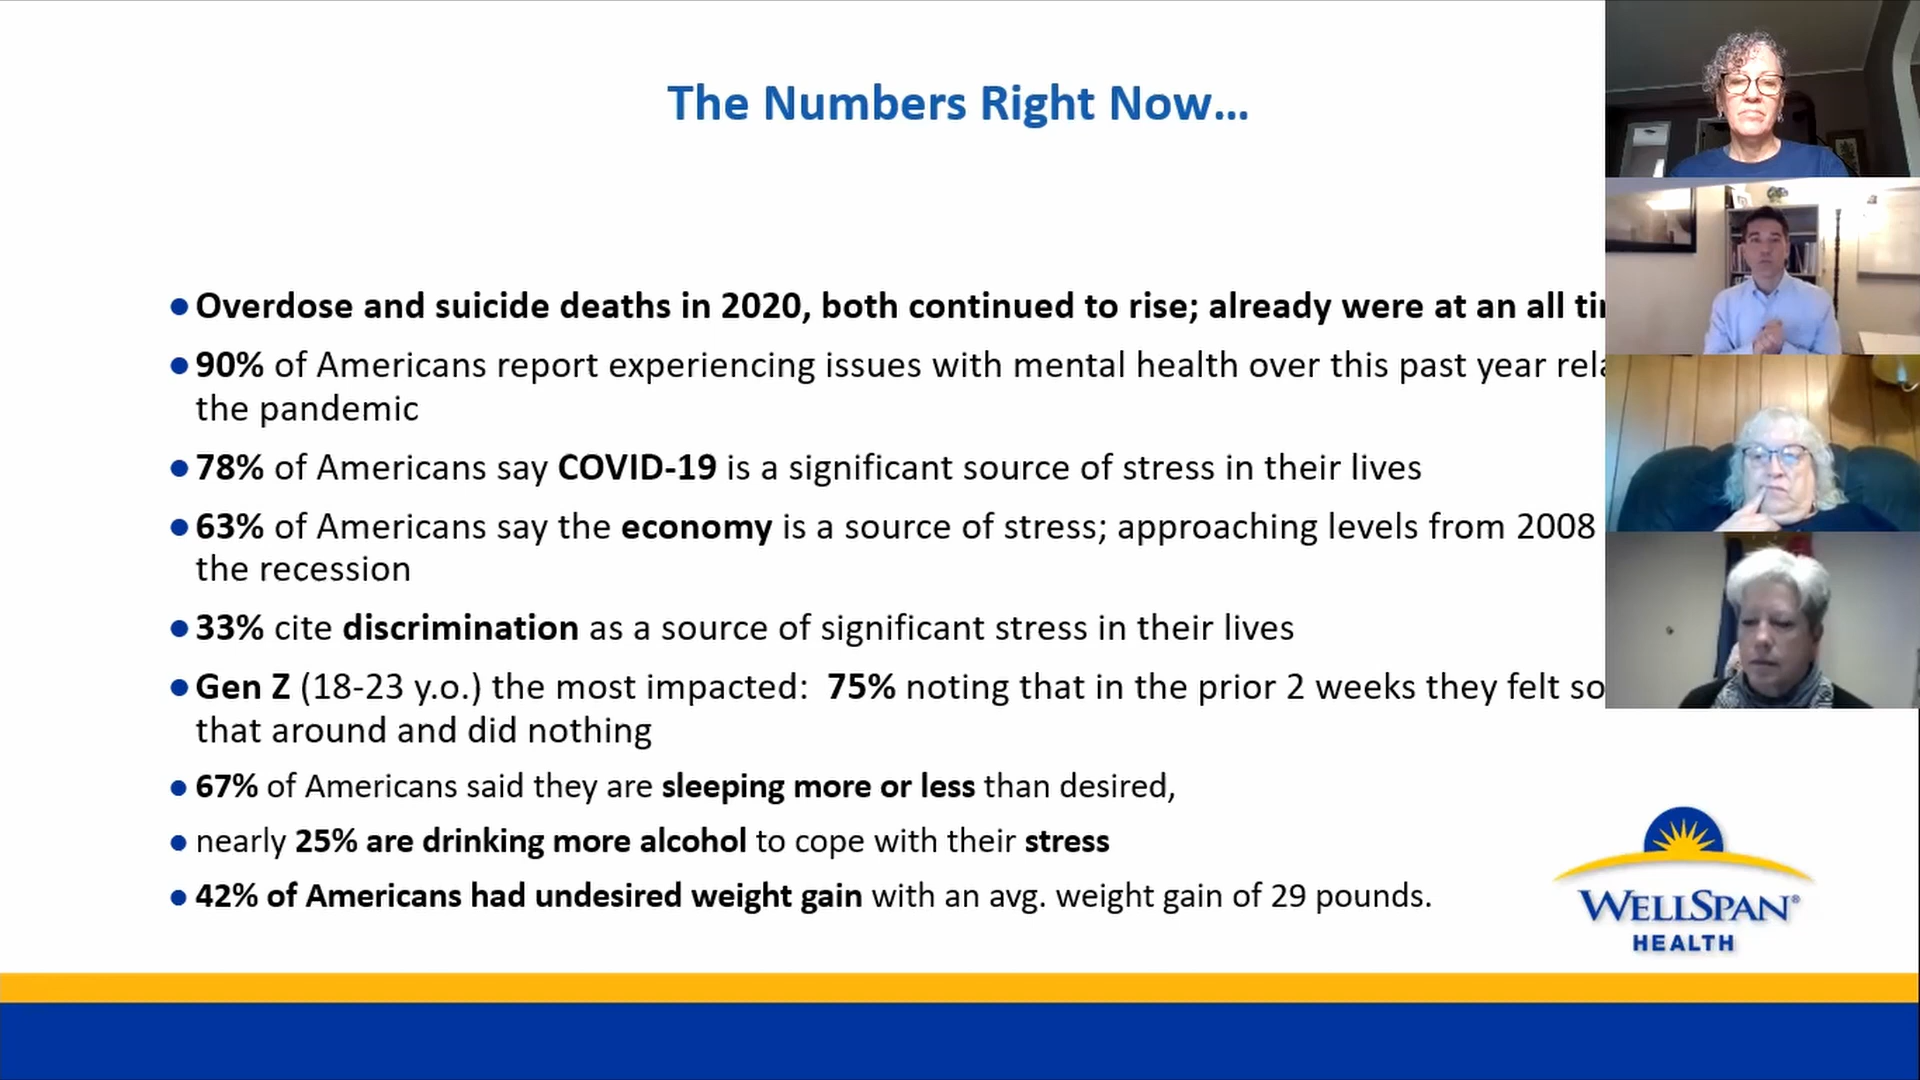 The Numbers Right Now...
● Overdose and suicide deaths in 2020, both continued to rise; already were at an all
● 90% of Americans report experiencing issues with mental health over this past year
the pandemic
● 78% of Americans say COVID-19 is a significant source of stress in their lives
● 63% of Americans say the economy is a source of stress; approaching levels from 2008
the recession
● 33% cite discrimination as a source of significant stress in their lives
● Gen Z (18-23 y.o.) the most impacted: 75% noting that in the prior 2 weeks they felt so
that around and did nothing
● 67% of Americans said they are sleeping more or less than desired,
● nearly 25% are drinking more alcohol to cope with their stress
● 42% of Americans had undesired weight gain with an avg. weight gain of 29 pounds.
WELLSPAN®
HEALTH